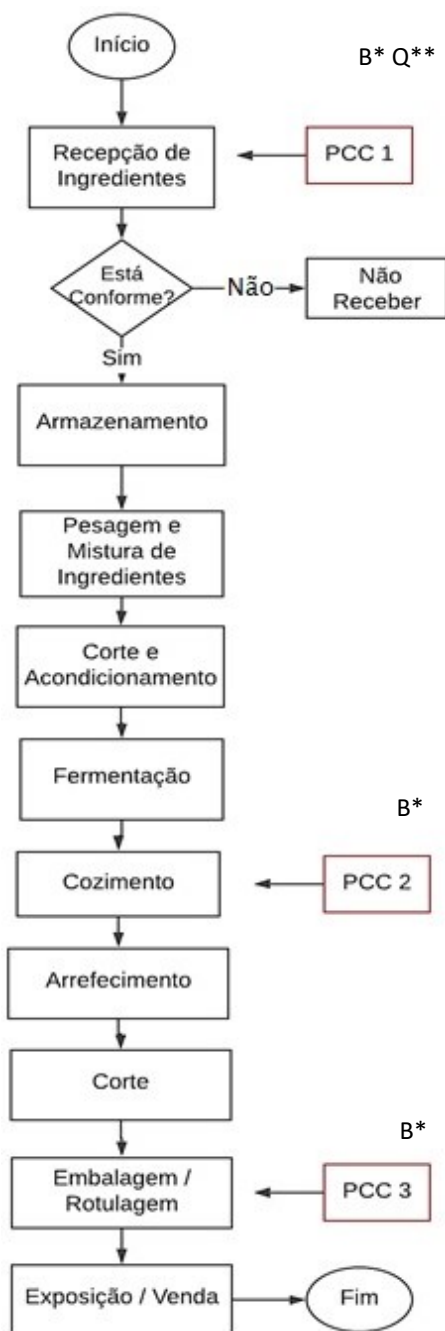 Início
B* Q**
Recepção de
Ingredientes
PCC 1
Está
Conforme?
Não
Não
Receber
Sim
Armazenamento
Pesagem e
Mistura de
Ingredientes
Corte e
Acondicionamento
Fermentação
B*
Cozimento
PCC 2
Arrefecimento
Corte
B*
Embalagem /
Rotulagem
PCC 3
Exposição / Venda
Fim